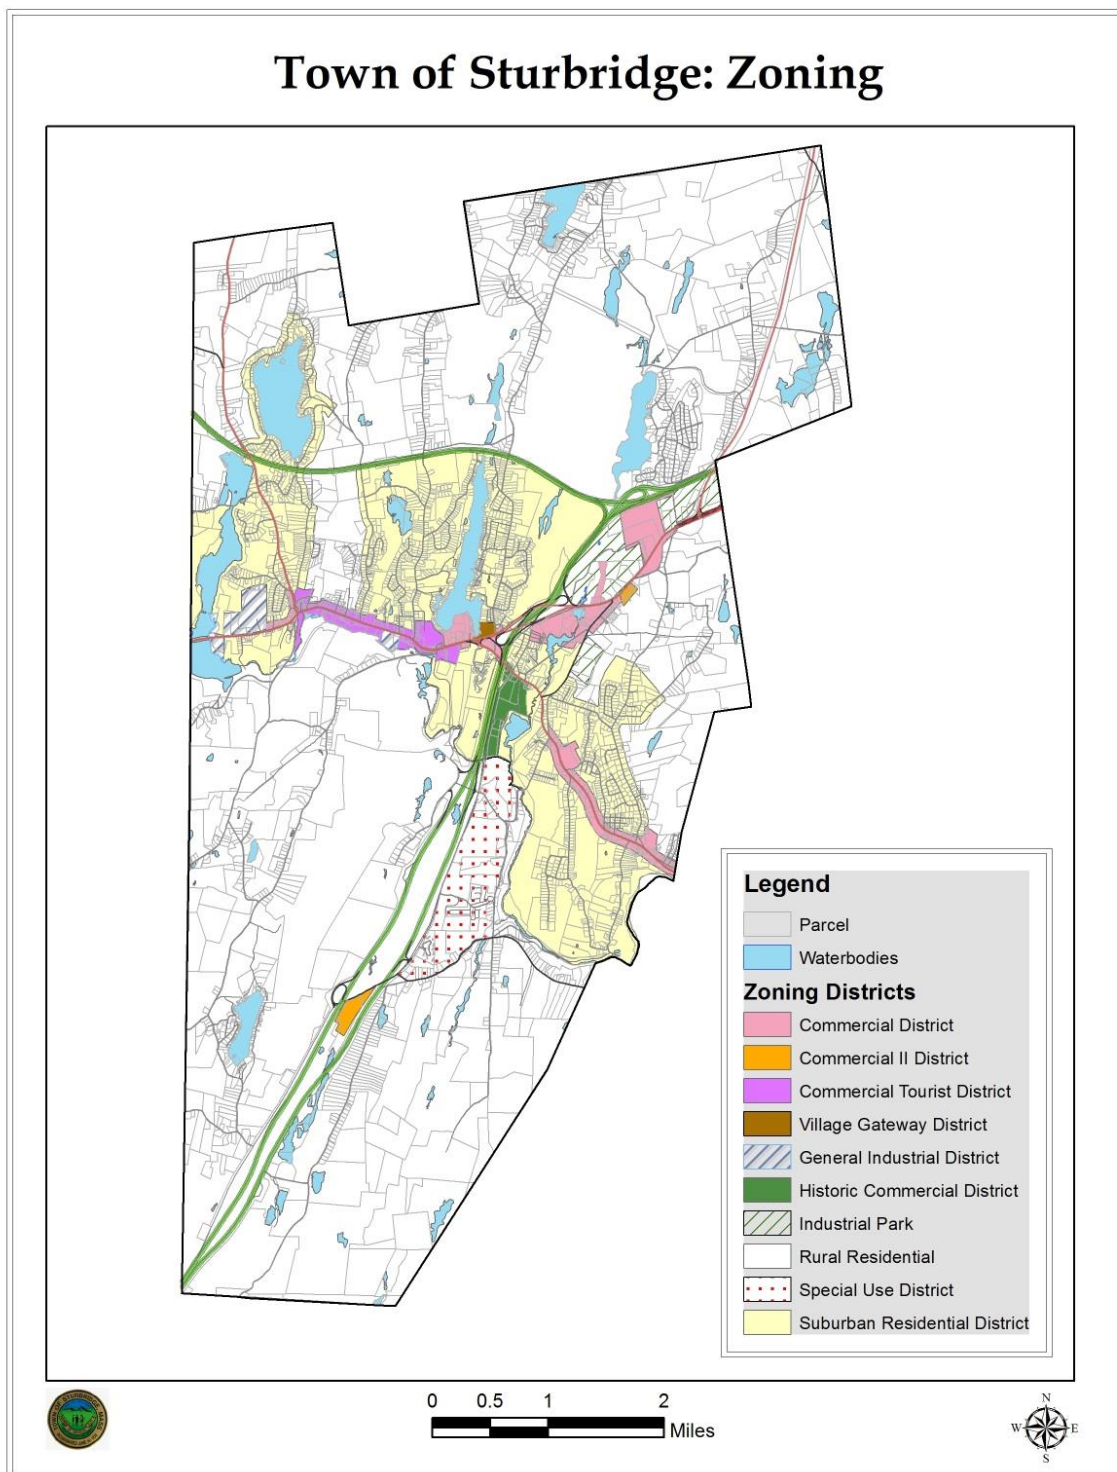 Town of Sturbridge: Zoning
Legend
Parcel
Waterbodies
Zoning Districts
Commercial District
Commercial II District
Commercial Tourist District
Village Gateway District
General Industrial District
Historic Commercial District
Industrial Park
Rural Residential
Special Use District
Suburban Residential District
0 0.5 1 2
Miles
N
W E
S